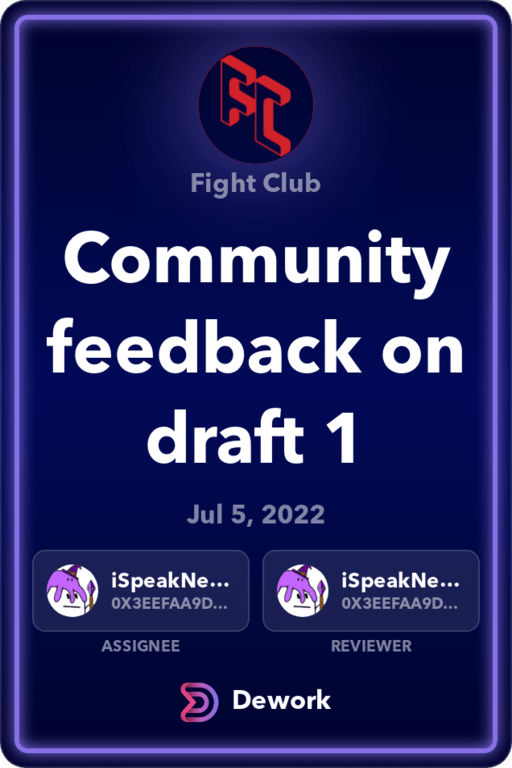 FC
Fight Club
Community
feedback on
draft 1
Jul 5, 2022
iSpeakNe...
0X3EEFAA9D...
iSpeakNe...
0X3EEFAA9D...
ASSIGNEE
REVIEWER
Dework